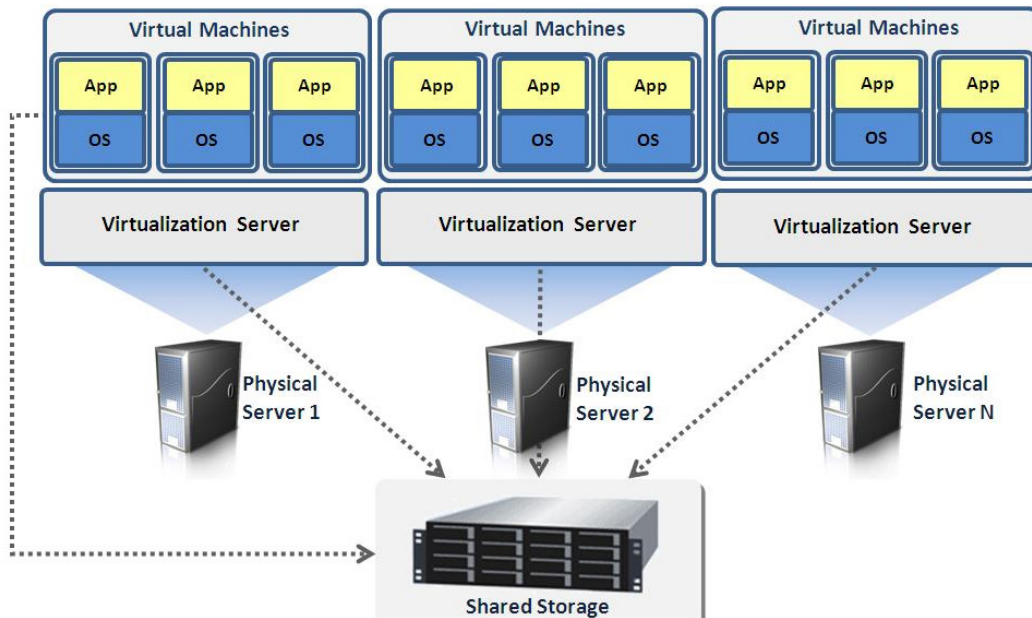 Virtual Machines
Virtual Machines
Virtual Machines
App App App
App App App
App App App
OS OS OS
OS OS OS
OS OS OS
Virtualization Server
Virtualization Server
Virtualization Server
Physical
Server 1
Physical
Server 2
Physical
Server N
Shared Storage